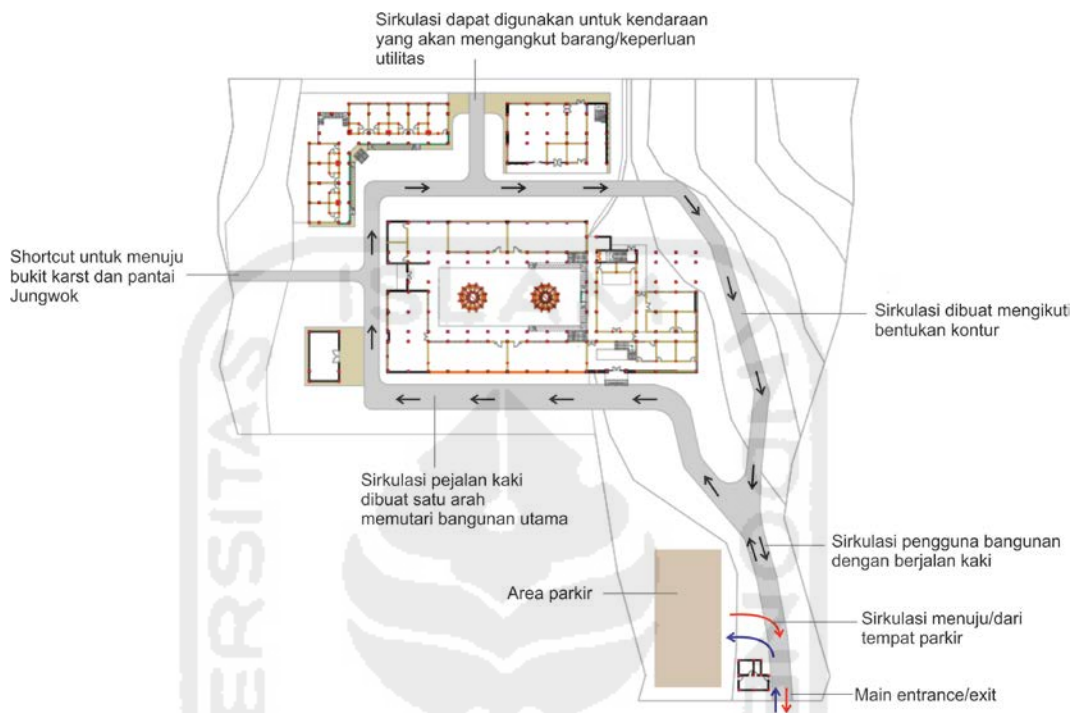 Sirkulasi dapat digunakan untuk kendaraan
yang akan mengangkut barang/keperluan
utilitas
Shortcut untuk menuju
bukit karst dan pantai
Jungwok
Sirkulasi dibuat mengikuti
bentukan kontur
Sirkulasi pejalan kaki
dibuat satu arah
memutari bangunan utama
Sirkulasi pengguna bangunan
dengan berjalan kaki
Area parkir
Sirkulasi menuju/dari
tempat parkir
Main entrance/exit
ISLAM
ERSITAS